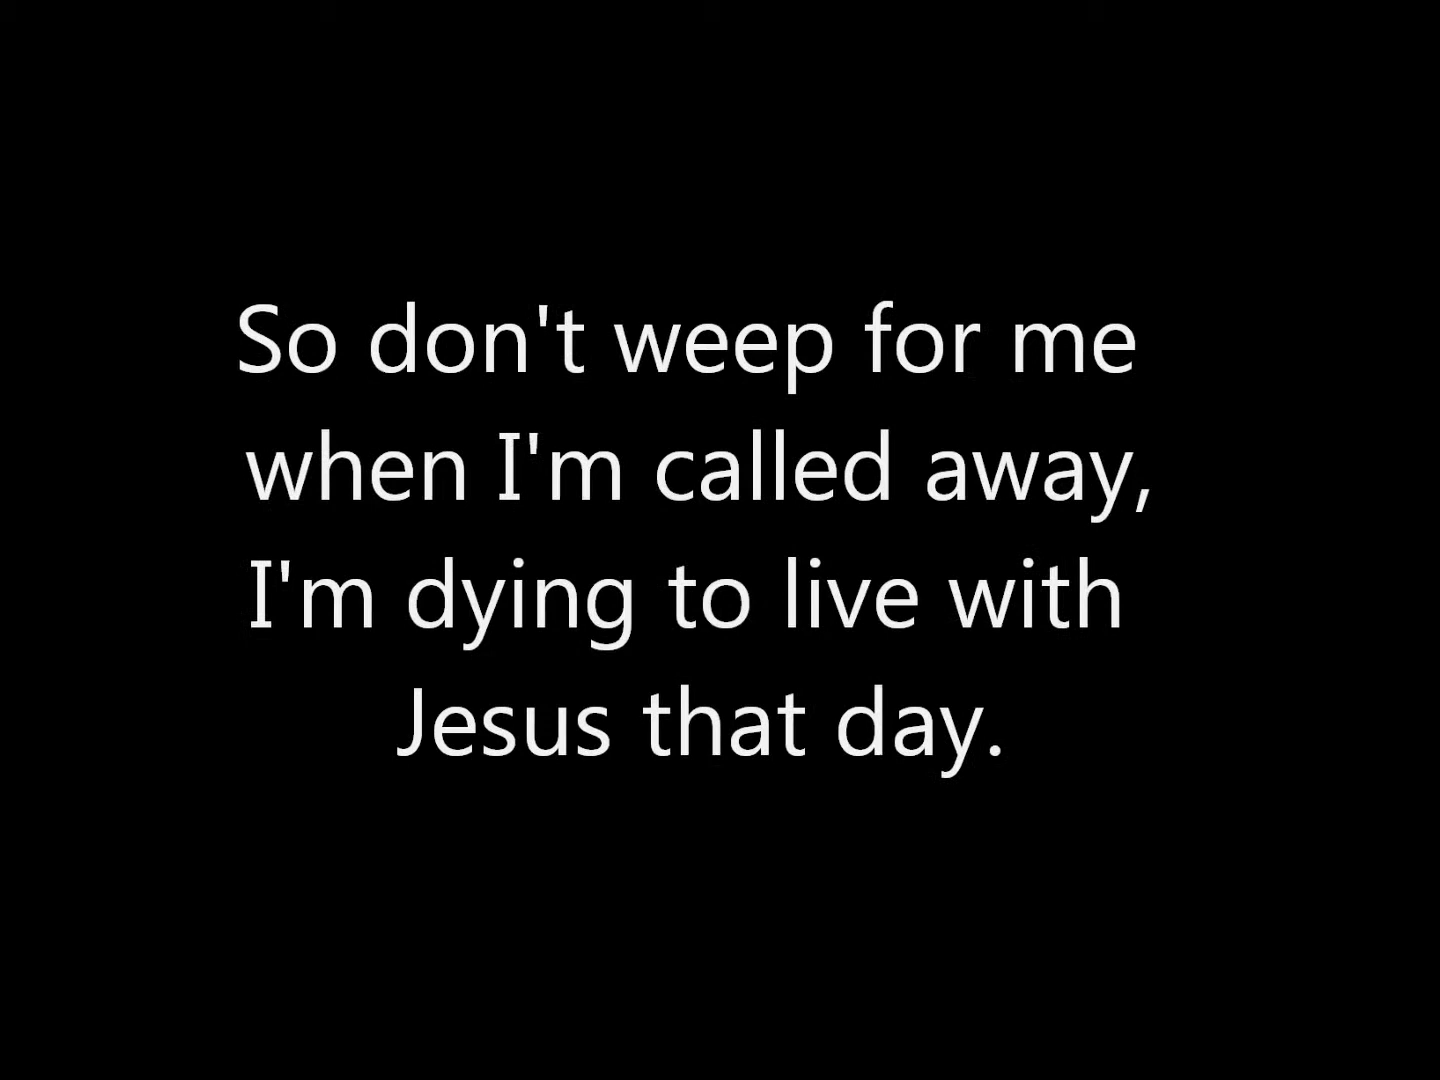 So don't weep for me
when I'm called away,
I'm dying to live with
Jesus that day.